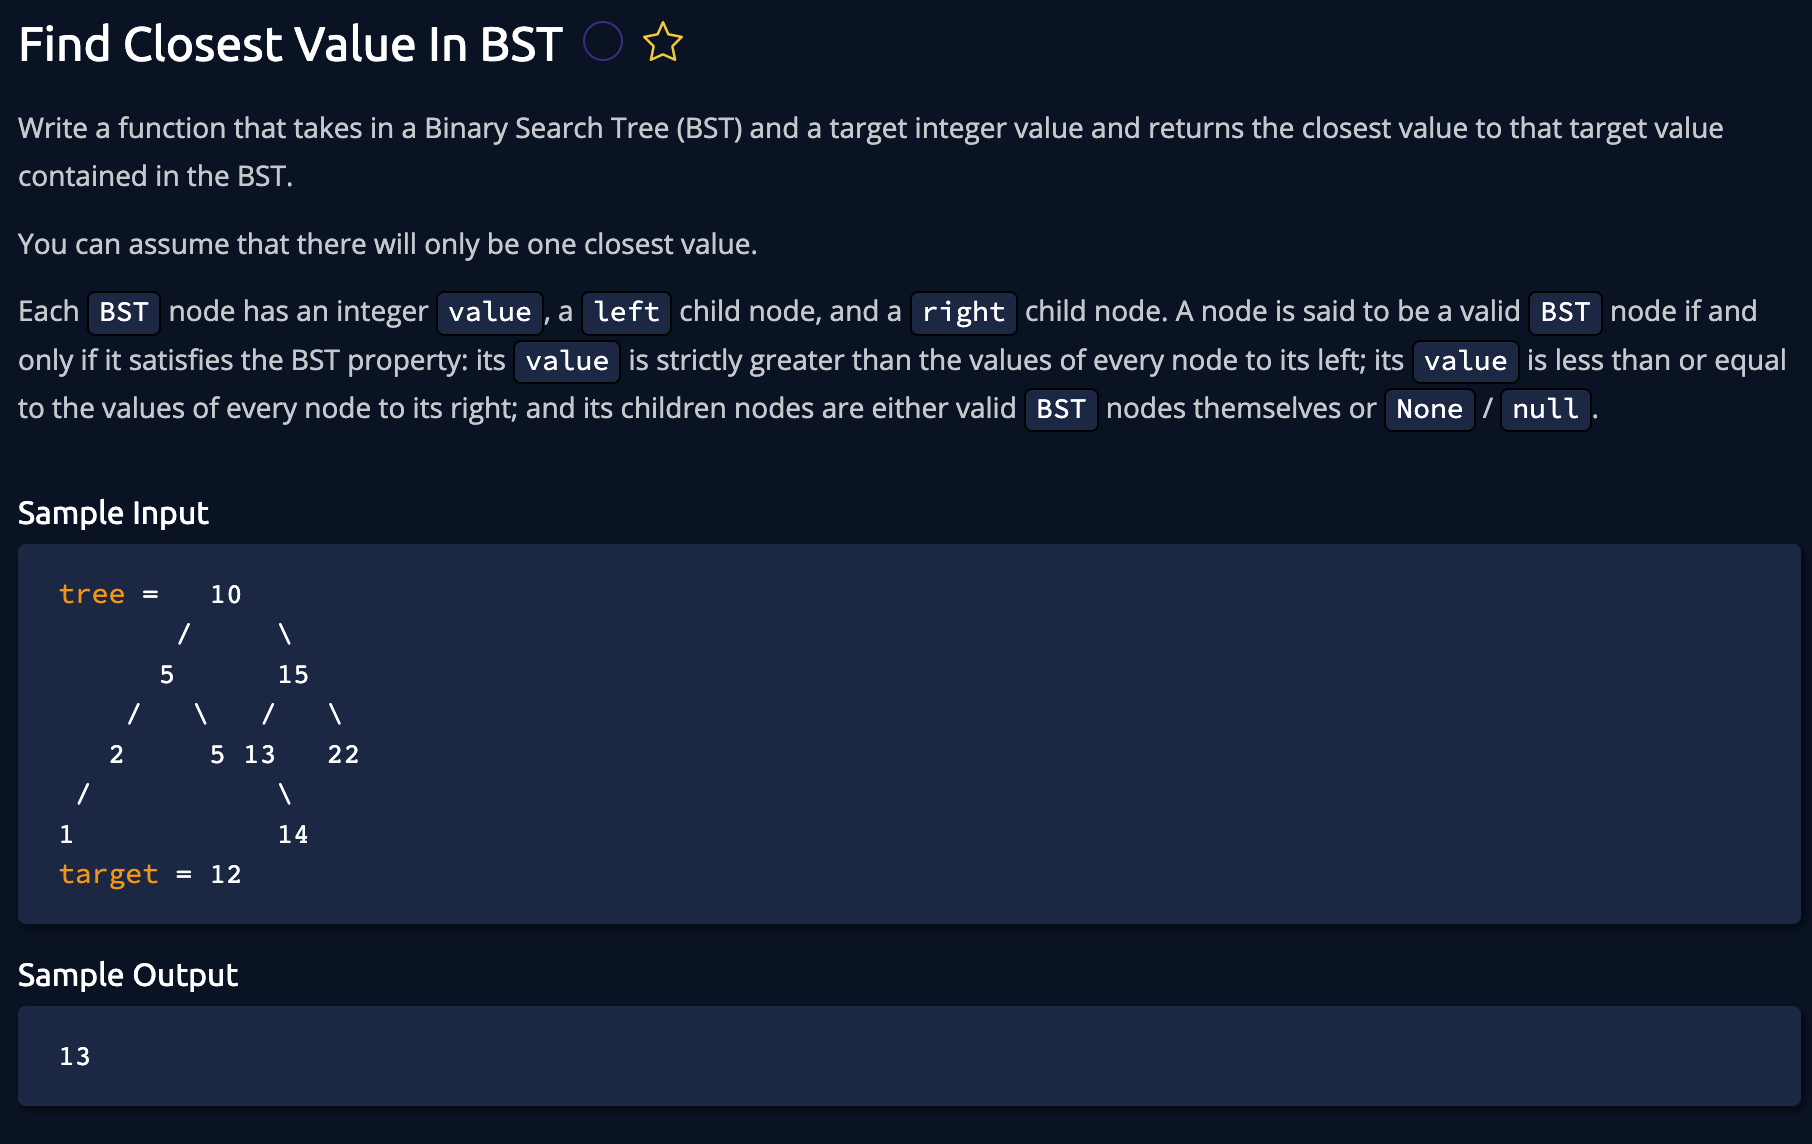 Find Closest Value In BST
Write a function that takes in a Binary Search Tree (BST) and a target integer value and returns the closest value to that target value
contained in the BST.
You can assume that there will only be one closest value.
Each BST node has an integer value, a left child node, and a right child node. A node is said to be a valid BST node if and
only if it satisfies the BST property: its value is strictly greater than the values of every node to its left; its value is less than or equal
to the values of every node to its right; and its children nodes are either valid BST nodes themselves or None / null.
Sample Input
tree =   10
       /     \
      5      15
    /   \   /   \
   2     5 13   22
 /           \
1            14
target = 12
Sample Output
13